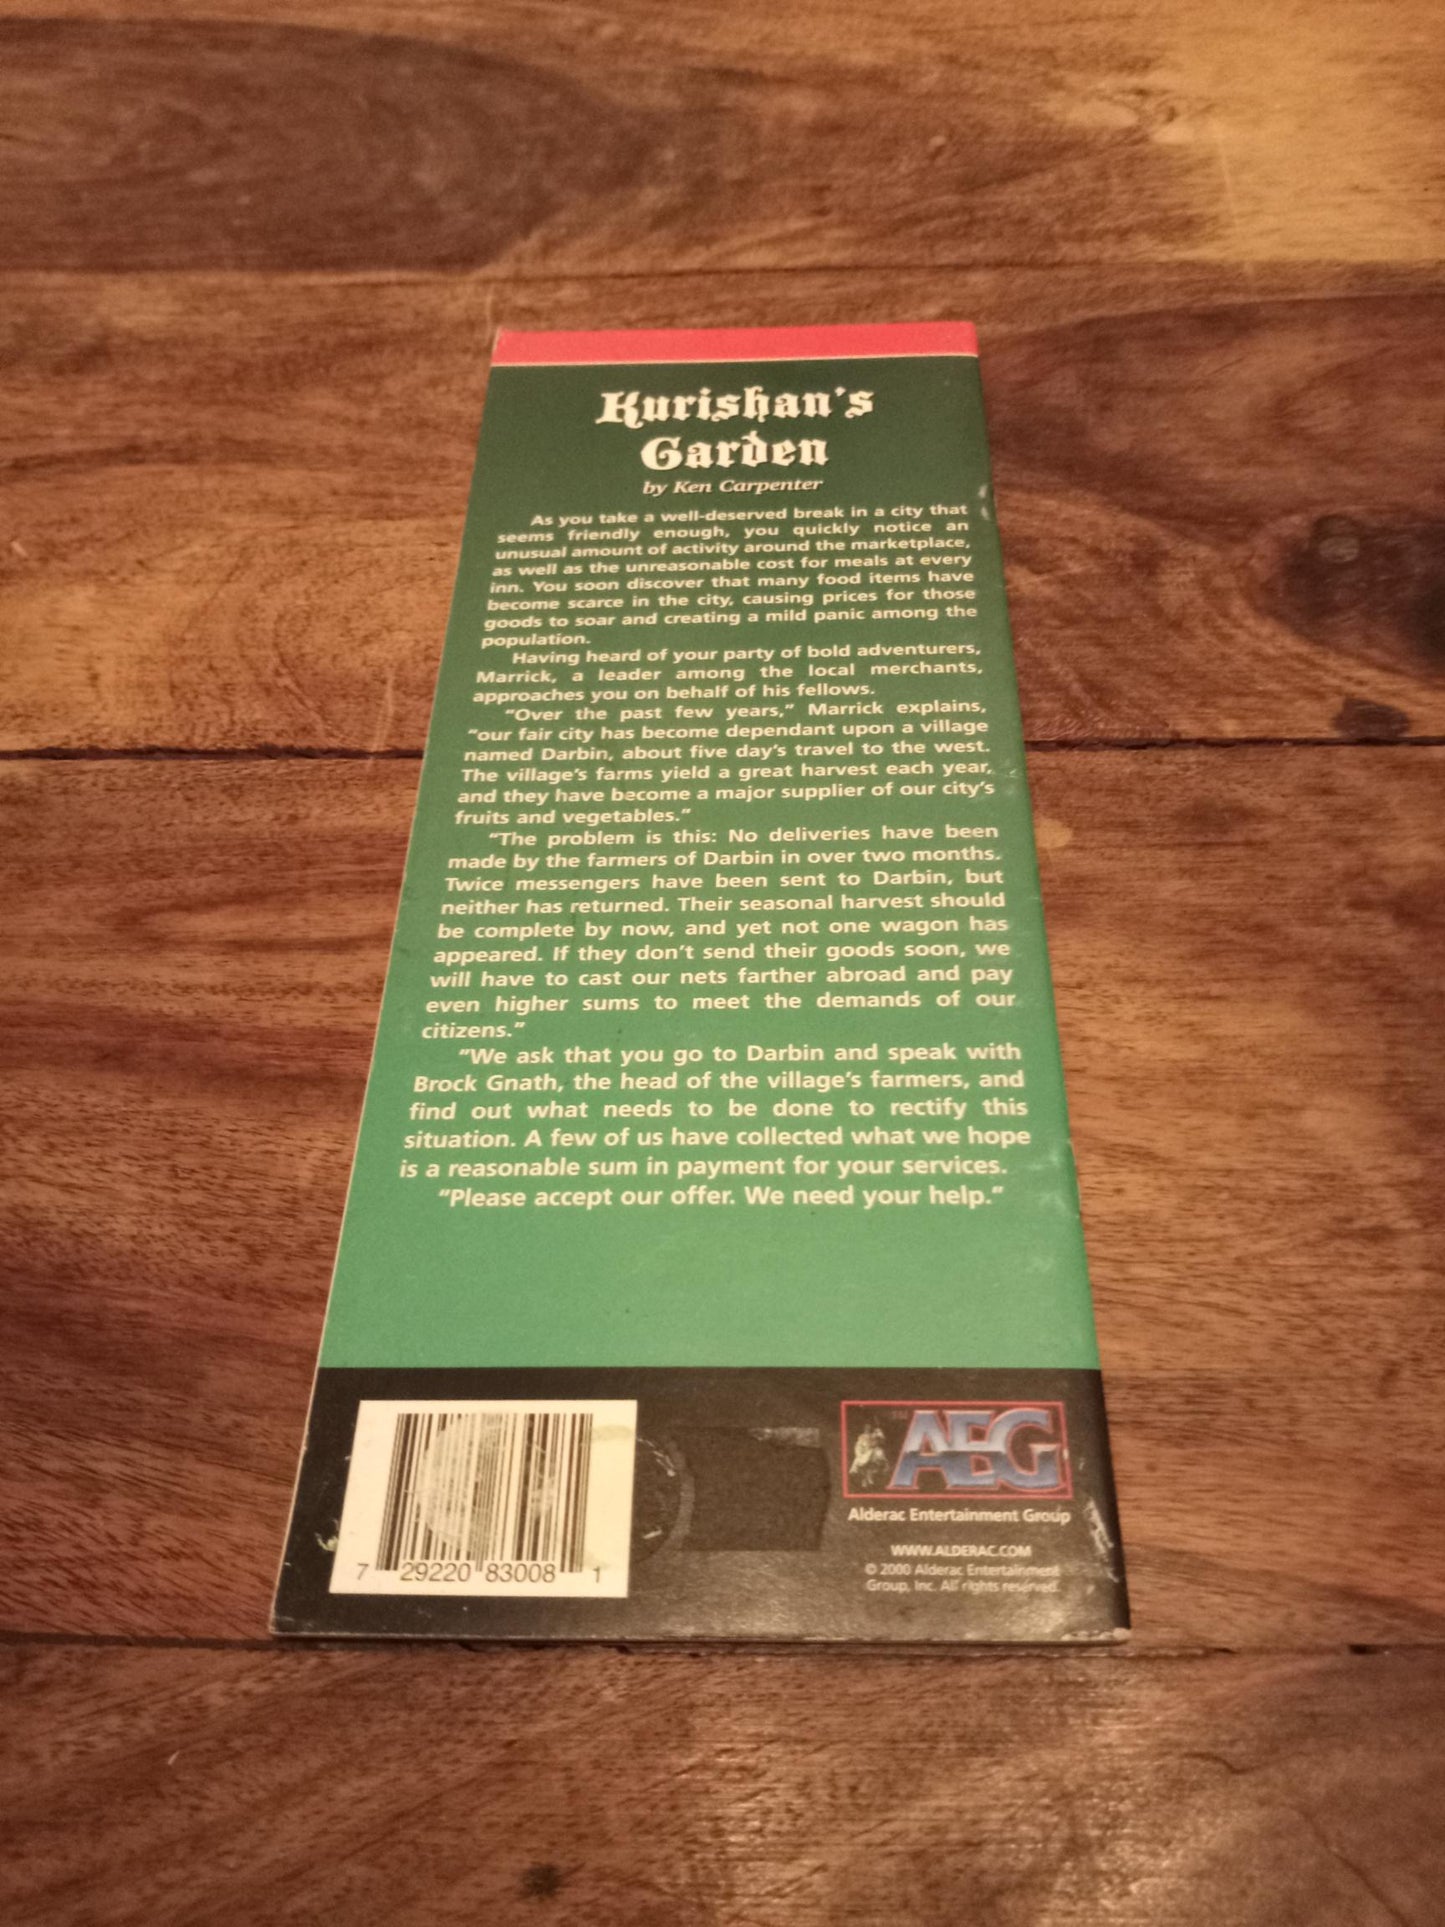 Kurishan's
Garden
by Ken Carpenter
As you take a well-deserved break in a city that
seems friendly enough, you quickly notice an
unusual amount of activity around the marketplace,
as well as the unreasonable cost for meals at every
inn. You soon discover that many food items have
become scarce in the city, causing prices for those
goods to soar and creating a mild panic among the
population.
Having heard of your party of bold adventurers,
Marrick, a leader among the local merchants,
approaches you on behalf of his fellows.
"Over the past few years," Marrick explains,
"our fair city has become dependant upon a village
named Darbin, about five day's travel to the west.
The village's farms yield a great harvest each year,
and they have become a major supplier of our city's
fruits and vegetables."
"The problem is this: No deliveries have been
made by the farmers of Darbin in over two months.
Twice messengers have been sent to Darbin, but
neither has returned. Their seasonal harvest should
be complete by now, and yet not one wagon has
appeared. If they don't send their goods soon, we
will have to cast our nets farther abroad and pay
even higher sums to meet the demands of our
citizens."
"We ask that you go to Darbin and speak with
Brock Gnath, the head of the village's farmers, and
find out what needs to be done to rectify this
situation. A few of us have collected what we hope
is a reasonable sum in payment for your services.
"Please accept our offer. We need your help."
7 29220 83008 1
TM AEG
Alderac Entertainment Group
WWW.ALDERAC.COM
© 2000 Alderac Entertainment
Group, Inc. All rights reserved.